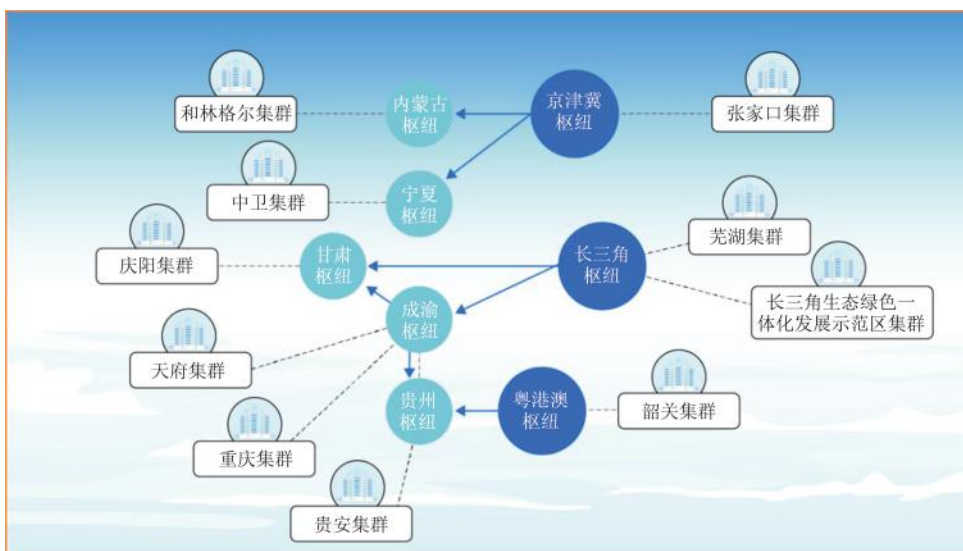 和林格尔集群
内蒙古
枢纽
京津冀
枢纽
张家口集群
中卫集群
宁夏
枢纽
芜湖集群
庆阳集群
甘肃
枢纽
长三角
枢纽
长三角生态绿色一
体化发展示范区集群
成渝
枢纽
天府集群
贵州
枢纽
粤港澳
枢纽
韶关集群
重庆集群
贵安集群